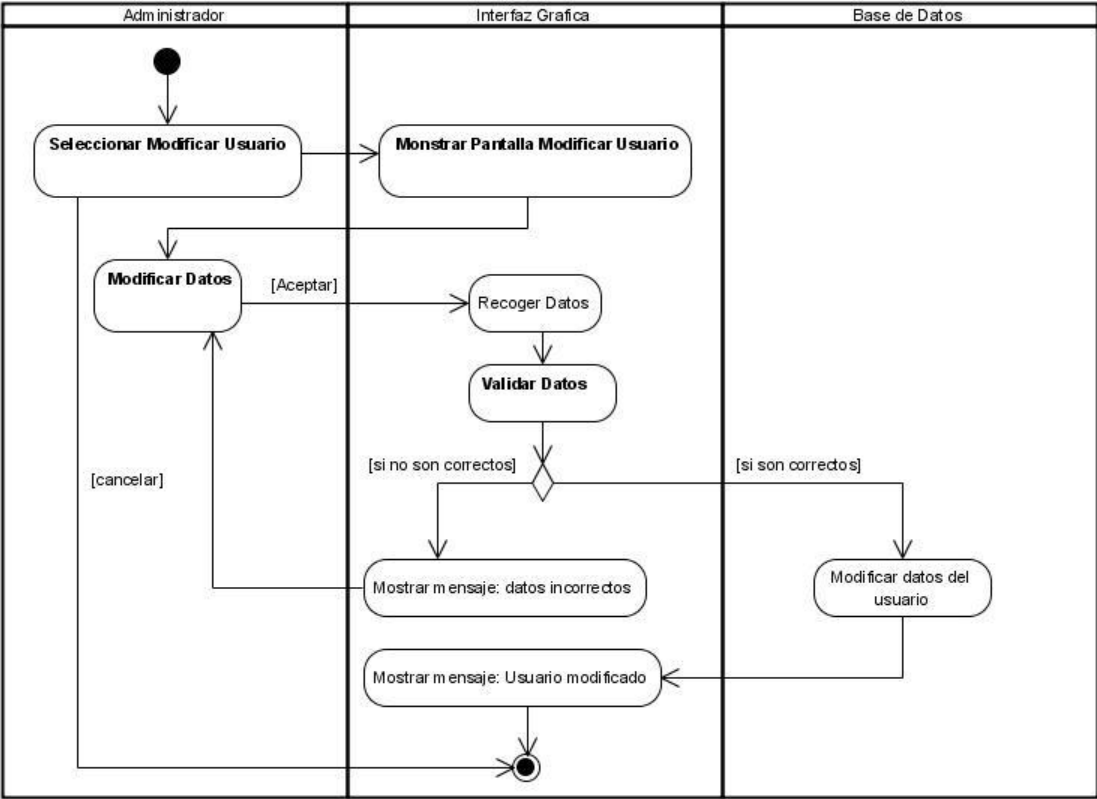 Administrador
Interfaz Grafica
Base de Datos
Seleccionar Modificar Usuario
Monstrar Pantalla Modificar Usuario
Modificar Datos
[Aceptar]
Recoger Datos
Validar Datos
[si no son correctos]
[si son correctos]
[cancelar]
Mostrar mensaje: datos incorrectos
Modificar datos del
usuario
Mostrar mensaje: Usuario modificado